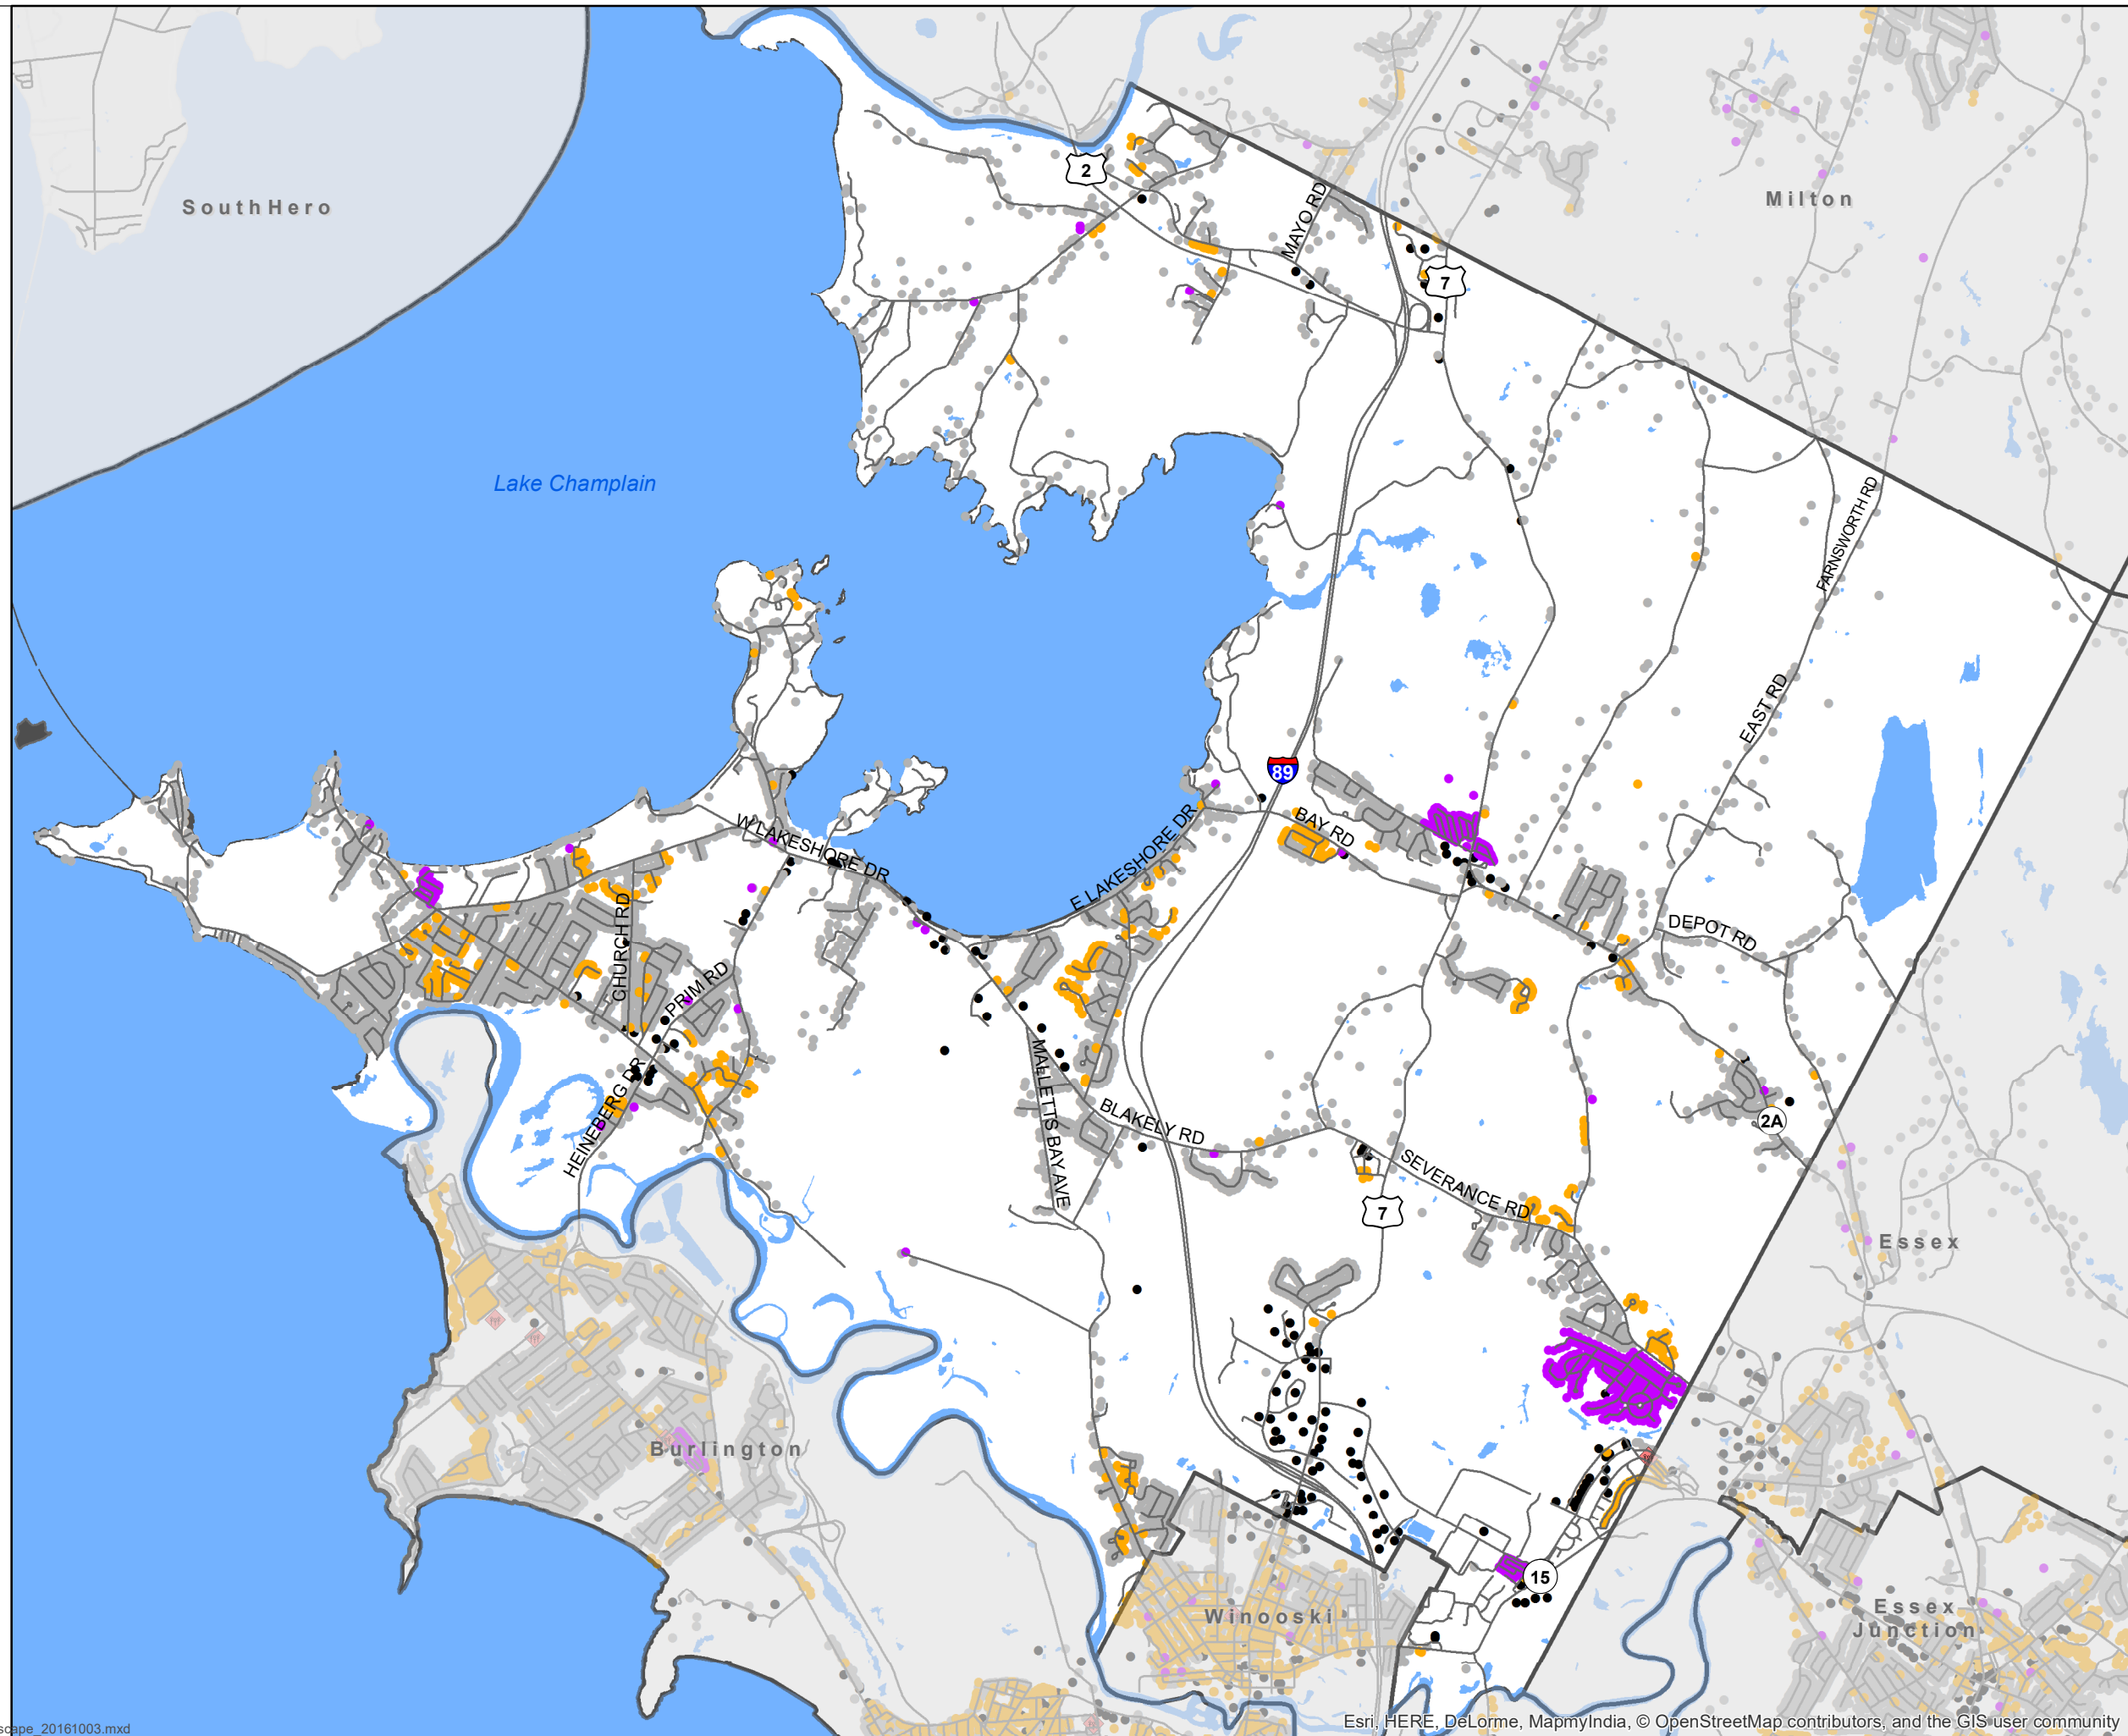 2
MAYO RD
SouthHero
Milton
7
Lake Champlain
FARNSWORTH RD
EAST RD
89
W LAKESHORE DR
BAY RD
E LAKESHORE DR
CHURCH RD
DEPOT RD
PRIM RD
MALLETTS BAY AVE
HEINEBERG DR
BLAKELY RD
2A
SEVERANCE RD
7
Essex
Burlington
15
Winooski
Essex
Junction
scape_20161003.mxd
Esri, HERE, DeLorme, MapmyIndia, © OpenStreetMap contributors, and the GIS user community